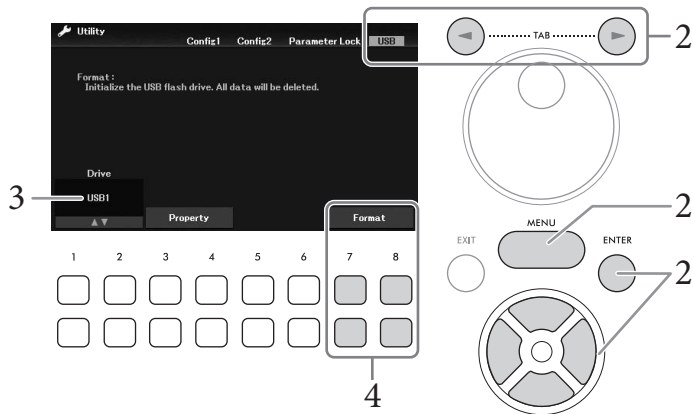 Utility
Config1 Config2 Parameter Lock USB
TAB
2
Format :
Initialize the USB flash drive. All data will be deleted.
Drive
3
USB1
▲▼ Property Format
MENU
2
EXIT
ENTER
1 2 3 4 5 6 7 8
2
4